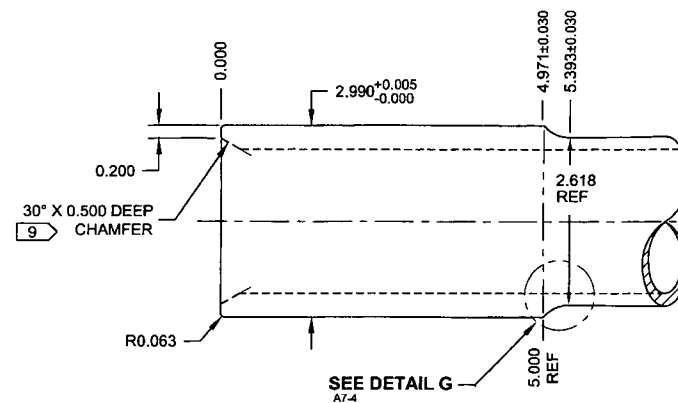 0.000
2.990 +0.005 -0.000
4.971±0.030
5.393±0.030
0.200
30° X 0.500 DEEP
9 CHAMFER
2.618
REF
R0.063
SEE DETAIL G
A7-4
5.000
REF